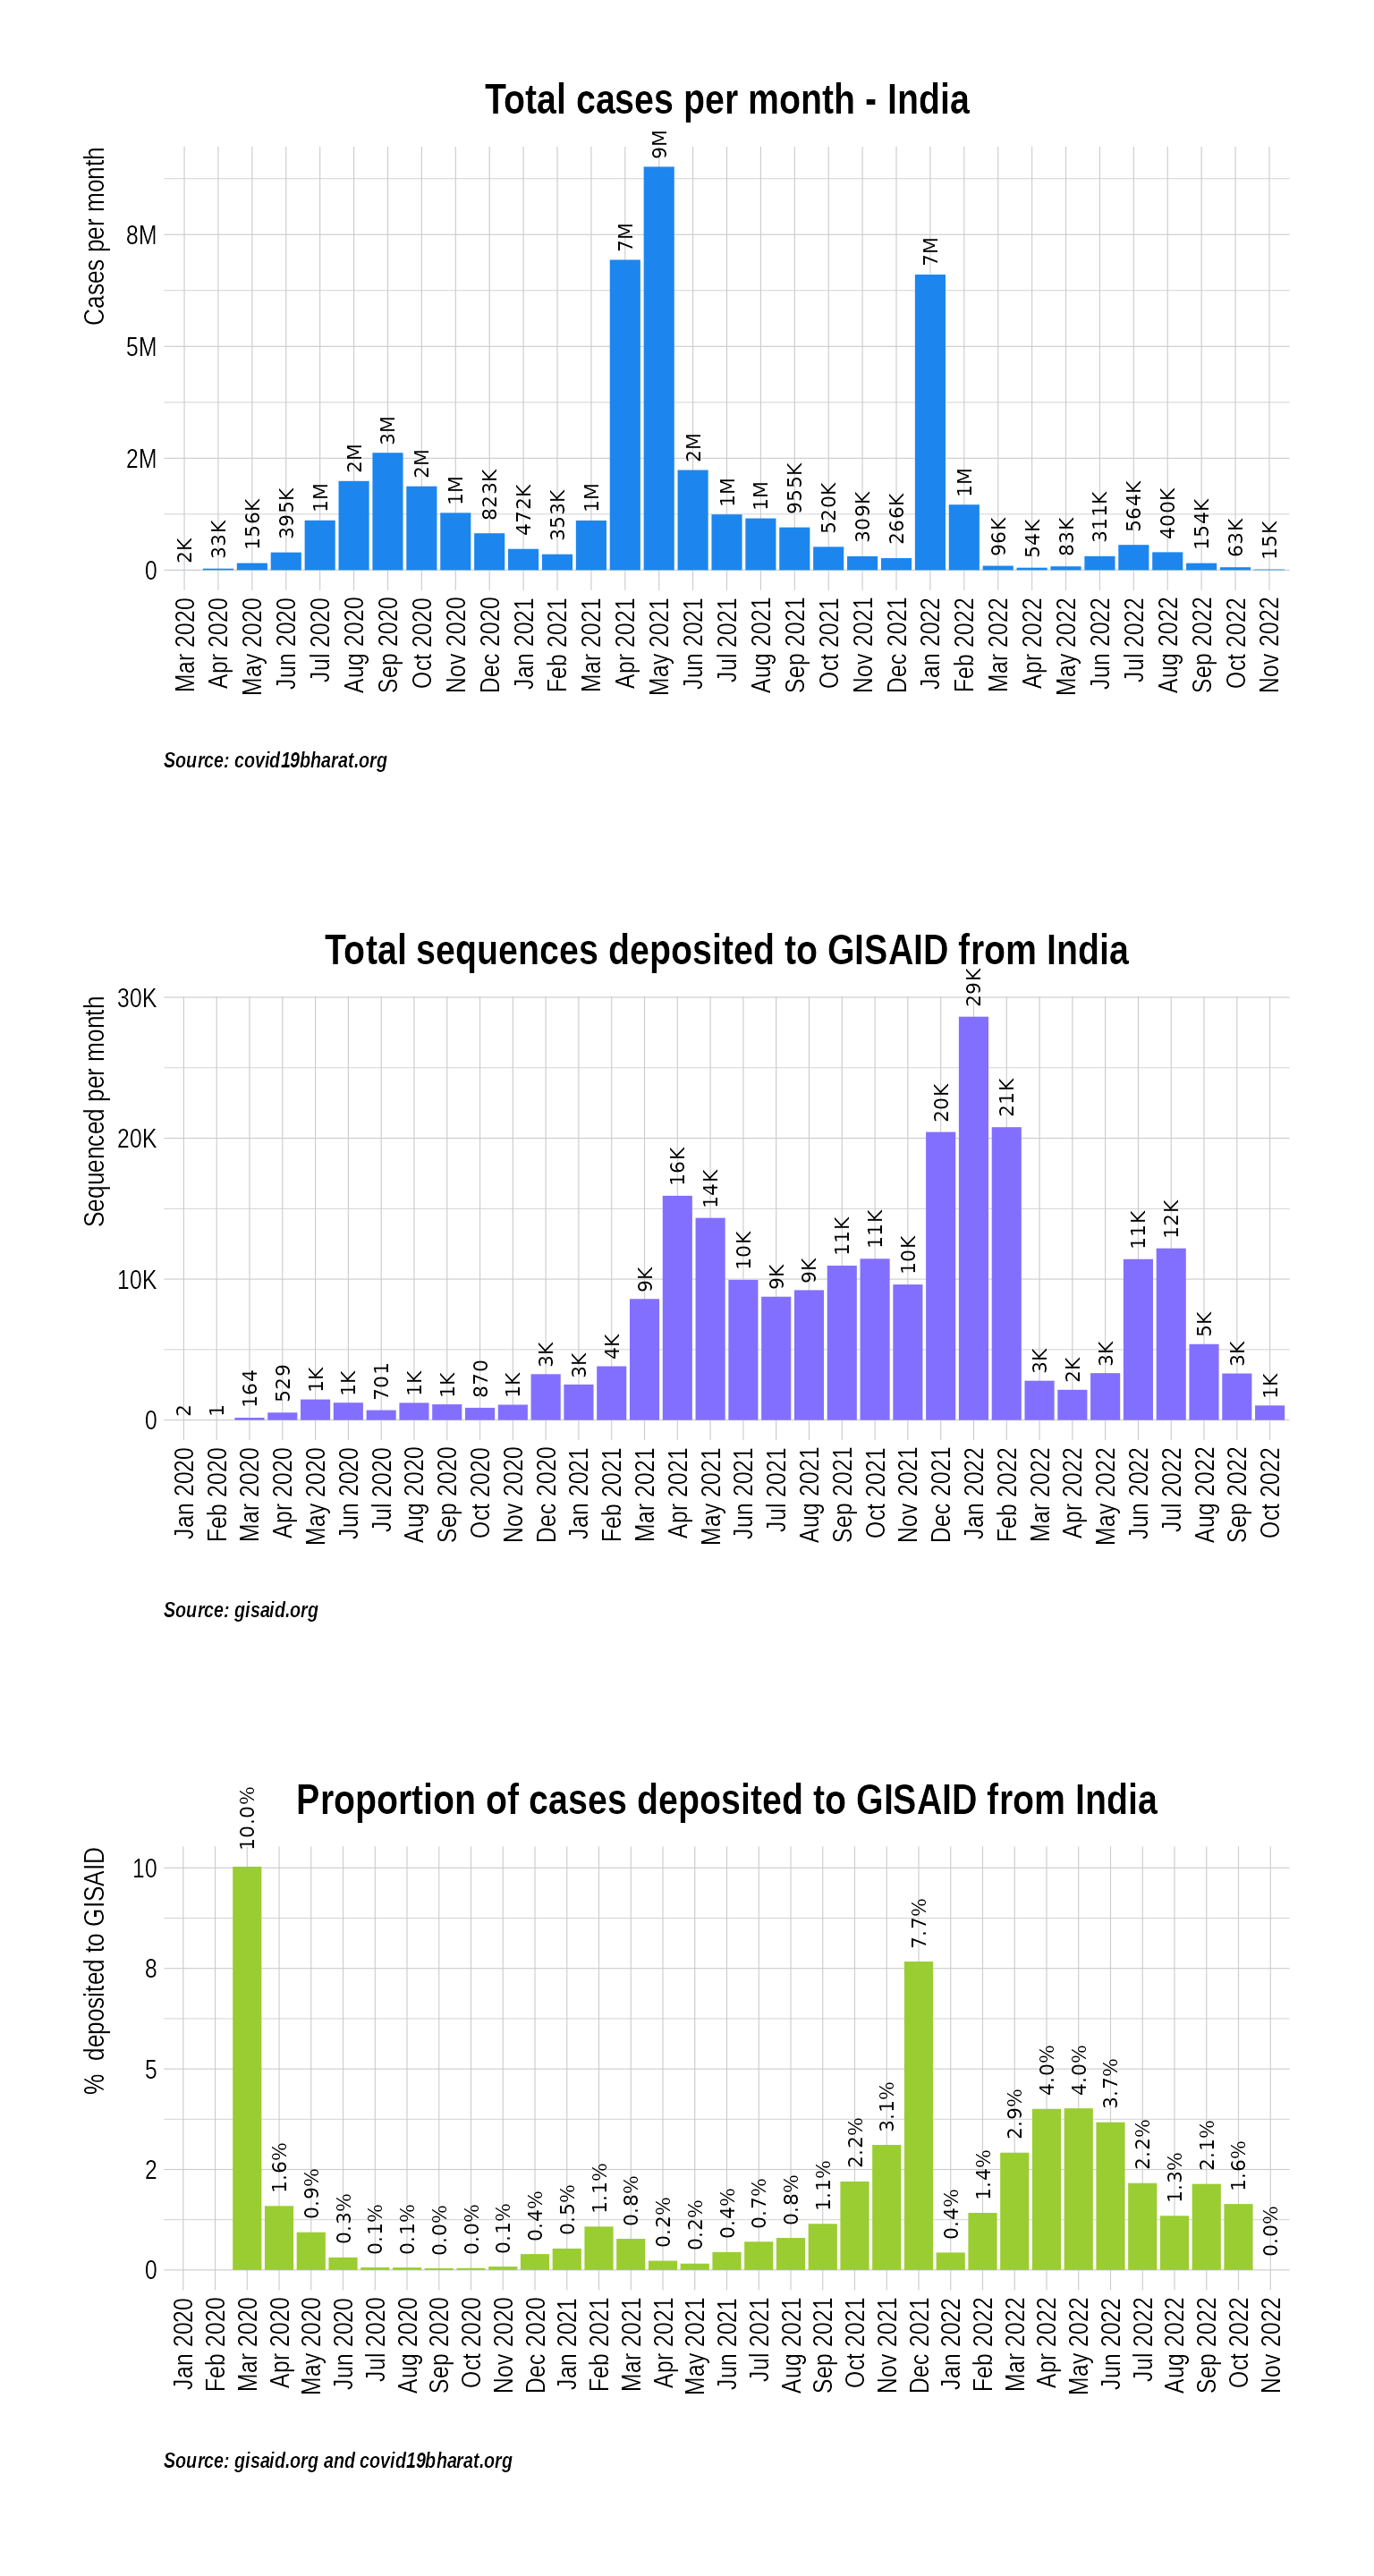 Total cases per month - India
Cases per month
8M
5M
2M
0
2K
33K
156K
395K
1M
2M
3M
2M
1M
823K
472K
353K
1M
7M
9M
2M
1M
1M
955K
520K
309K
266K
7M
1M
96K
54K
83K
311K
564K
400K
154K
63K
15K
Mar 2020
Apr 2020
May 2020
Jun 2020
Jul 2020
Aug 2020
Sep 2020
Oct 2020
Nov 2020
Dec 2020
Jan 2021
Feb 2021
Mar 2021
Apr 2021
May 2021
Jun 2021
Jul 2021
Aug 2021
Sep 2021
Oct 2021
Nov 2021
Dec 2021
Jan 2022
Feb 2022
Mar 2022
Apr 2022
May 2022
Jun 2022
Jul 2022
Aug 2022
Sep 2022
Oct 2022
Nov 2022
Source: covid19bharat.org
Total sequences deposited to GISAID from India
Sequenced per month
30K
20K
10K
0
2
1
164
529
1K
1K
701
1K
1K
870
1K
3K
3K
4K
9K
16K
14K
10K
9K
9K
11K
11K
10K
20K
29K
21K
3K
2K
3K
11K
12K
5K
3K
1K
Jan 2020
Feb 2020
Mar 2020
Apr 2020
May 2020
Jun 2020
Jul 2020
Aug 2020
Sep 2020
Oct 2020
Nov 2020
Dec 2020
Jan 2021
Feb 2021
Mar 2021
Apr 2021
May 2021
Jun 2021
Jul 2021
Aug 2021
Sep 2021
Oct 2021
Nov 2021
Dec 2021
Jan 2022
Feb 2022
Mar 2022
Apr 2022
May 2022
Jun 2022
Jul 2022
Aug 2022
Sep 2022
Oct 2022
Source: gisaid.org
Proportion of cases deposited to GISAID from India
% deposited to GISAID
10
8
5
2
0
10.0%
1.6%
0.9%
0.3%
0.1%
0.1%
0.0%
0.0%
0.1%
0.4%
0.5%
1.1%
0.8%
0.2%
0.2%
0.4%
0.7%
0.8%
1.1%
2.2%
3.1%
7.7%
0.4%
1.4%
2.9%
4.0%
4.0%
3.7%
2.2%
1.3%
2.1%
1.6%
0.0%
Jan 2020
Feb 2020
Mar 2020
Apr 2020
May 2020
Jun 2020
Jul 2020
Aug 2020
Sep 2020
Oct 2020
Nov 2020
Dec 2020
Jan 2021
Feb 2021
Mar 2021
Apr 2021
May 2021
Jun 2021
Jul 2021
Aug 2021
Sep 2021
Oct 2021
Nov 2021
Dec 2021
Jan 2022
Feb 2022
Mar 2022
Apr 2022
May 2022
Jun 2022
Jul 2022
Aug 2022
Sep 2022
Oct 2022
Nov 2022
Source: gisaid.org and covid19bharat.org